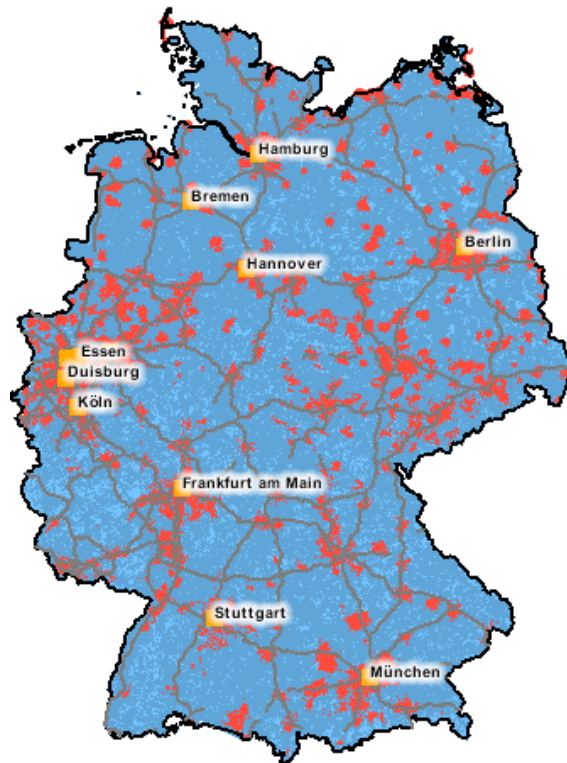 Hamburg
Bremen
Berlin
Hannover
Essen
Duisburg
Köln
Frankfurt am Main
Stuttgart
München